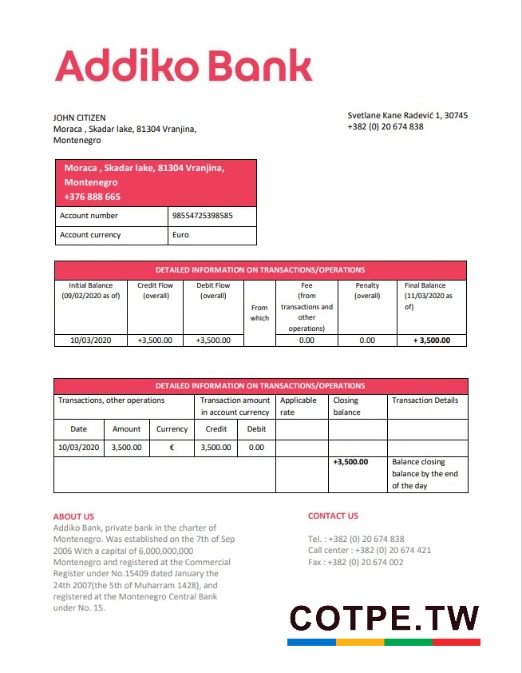 Addiko Bank
JOHN CITIZEN
Moraca , Skadar lake, 81304 Vranjina,
Montenegro
Svetlane Kane Radević 1, 30745
+382 (0) 20 674 838
Moraca , Skadar lake, 81304 Vranjina,
Montenegro
+376 888 665
Account number 98554725398585
Account currency Euro
DETAILED INFORMATION ON TRANSACTIONS/OPERATIONS
Initial Balance
(09/02/2020 as of)
Credit Flow
(overall)
Debit Flow
(overall)
From
which
Fee
(from
transactions and
other
operations)
Penalty
(overall)
Final Balance
(11/03/2020 as
of)
10/03/2020 +3,500.00 +3,500.00 0.00 0.00 + 3,500.00
DETAILED INFORMATION ON TRANSACTIONS/OPERATIONS
Transactions, other operations
Transaction amount
in account currency
Applicable
rate
Closing
balance
Transaction Details
Date Amount Currency Credit Debit
10/03/2020 3,500.00 € 3,500.00 0.00
+3,500.00
Balance closing
balance by the end
of the day
ABOUT US
Addiko Bank, private bank in the charter of
Montenegro. Was established on the 7th of Sep
2006 With a capital of 6,000,000,000
Montenegro and registered at the Commercial
Register under No.15409 dated January the
24th 2007(the 5th of Muharram 1428), and
registered at the Montenegro Central Bank
under No. 15.
CONTACT US
Tel. : +382 (0) 20 674 838
Call center : +382 (0) 20 674 421
Fax : +382 (0) 20 674 002
COTPE.TW